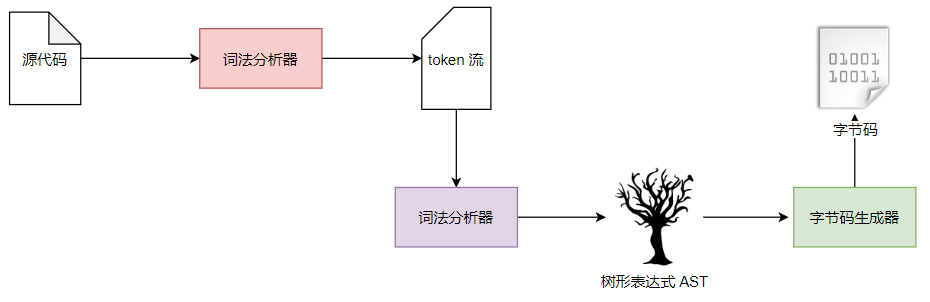 源代码
词法分析器
token 流
01001
10011
字节码
词法分析器
字节码生成器
树形表达式 AST